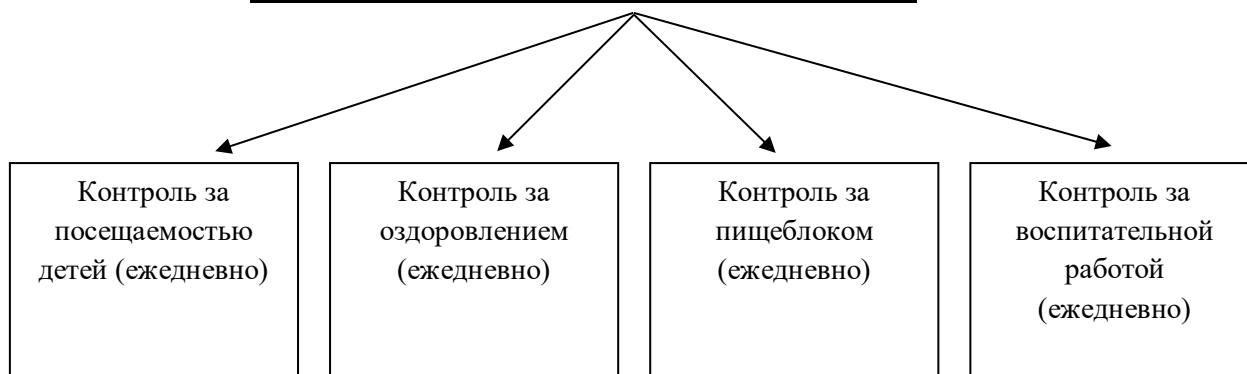 Контроль за
посещаемостью
детей (ежедневно)
Контроль за
оздоровлением
(ежедневно)
Контроль за
пищеблоком
(ежедневно)
Контроль за
воспитательной
работой
(ежедневно)